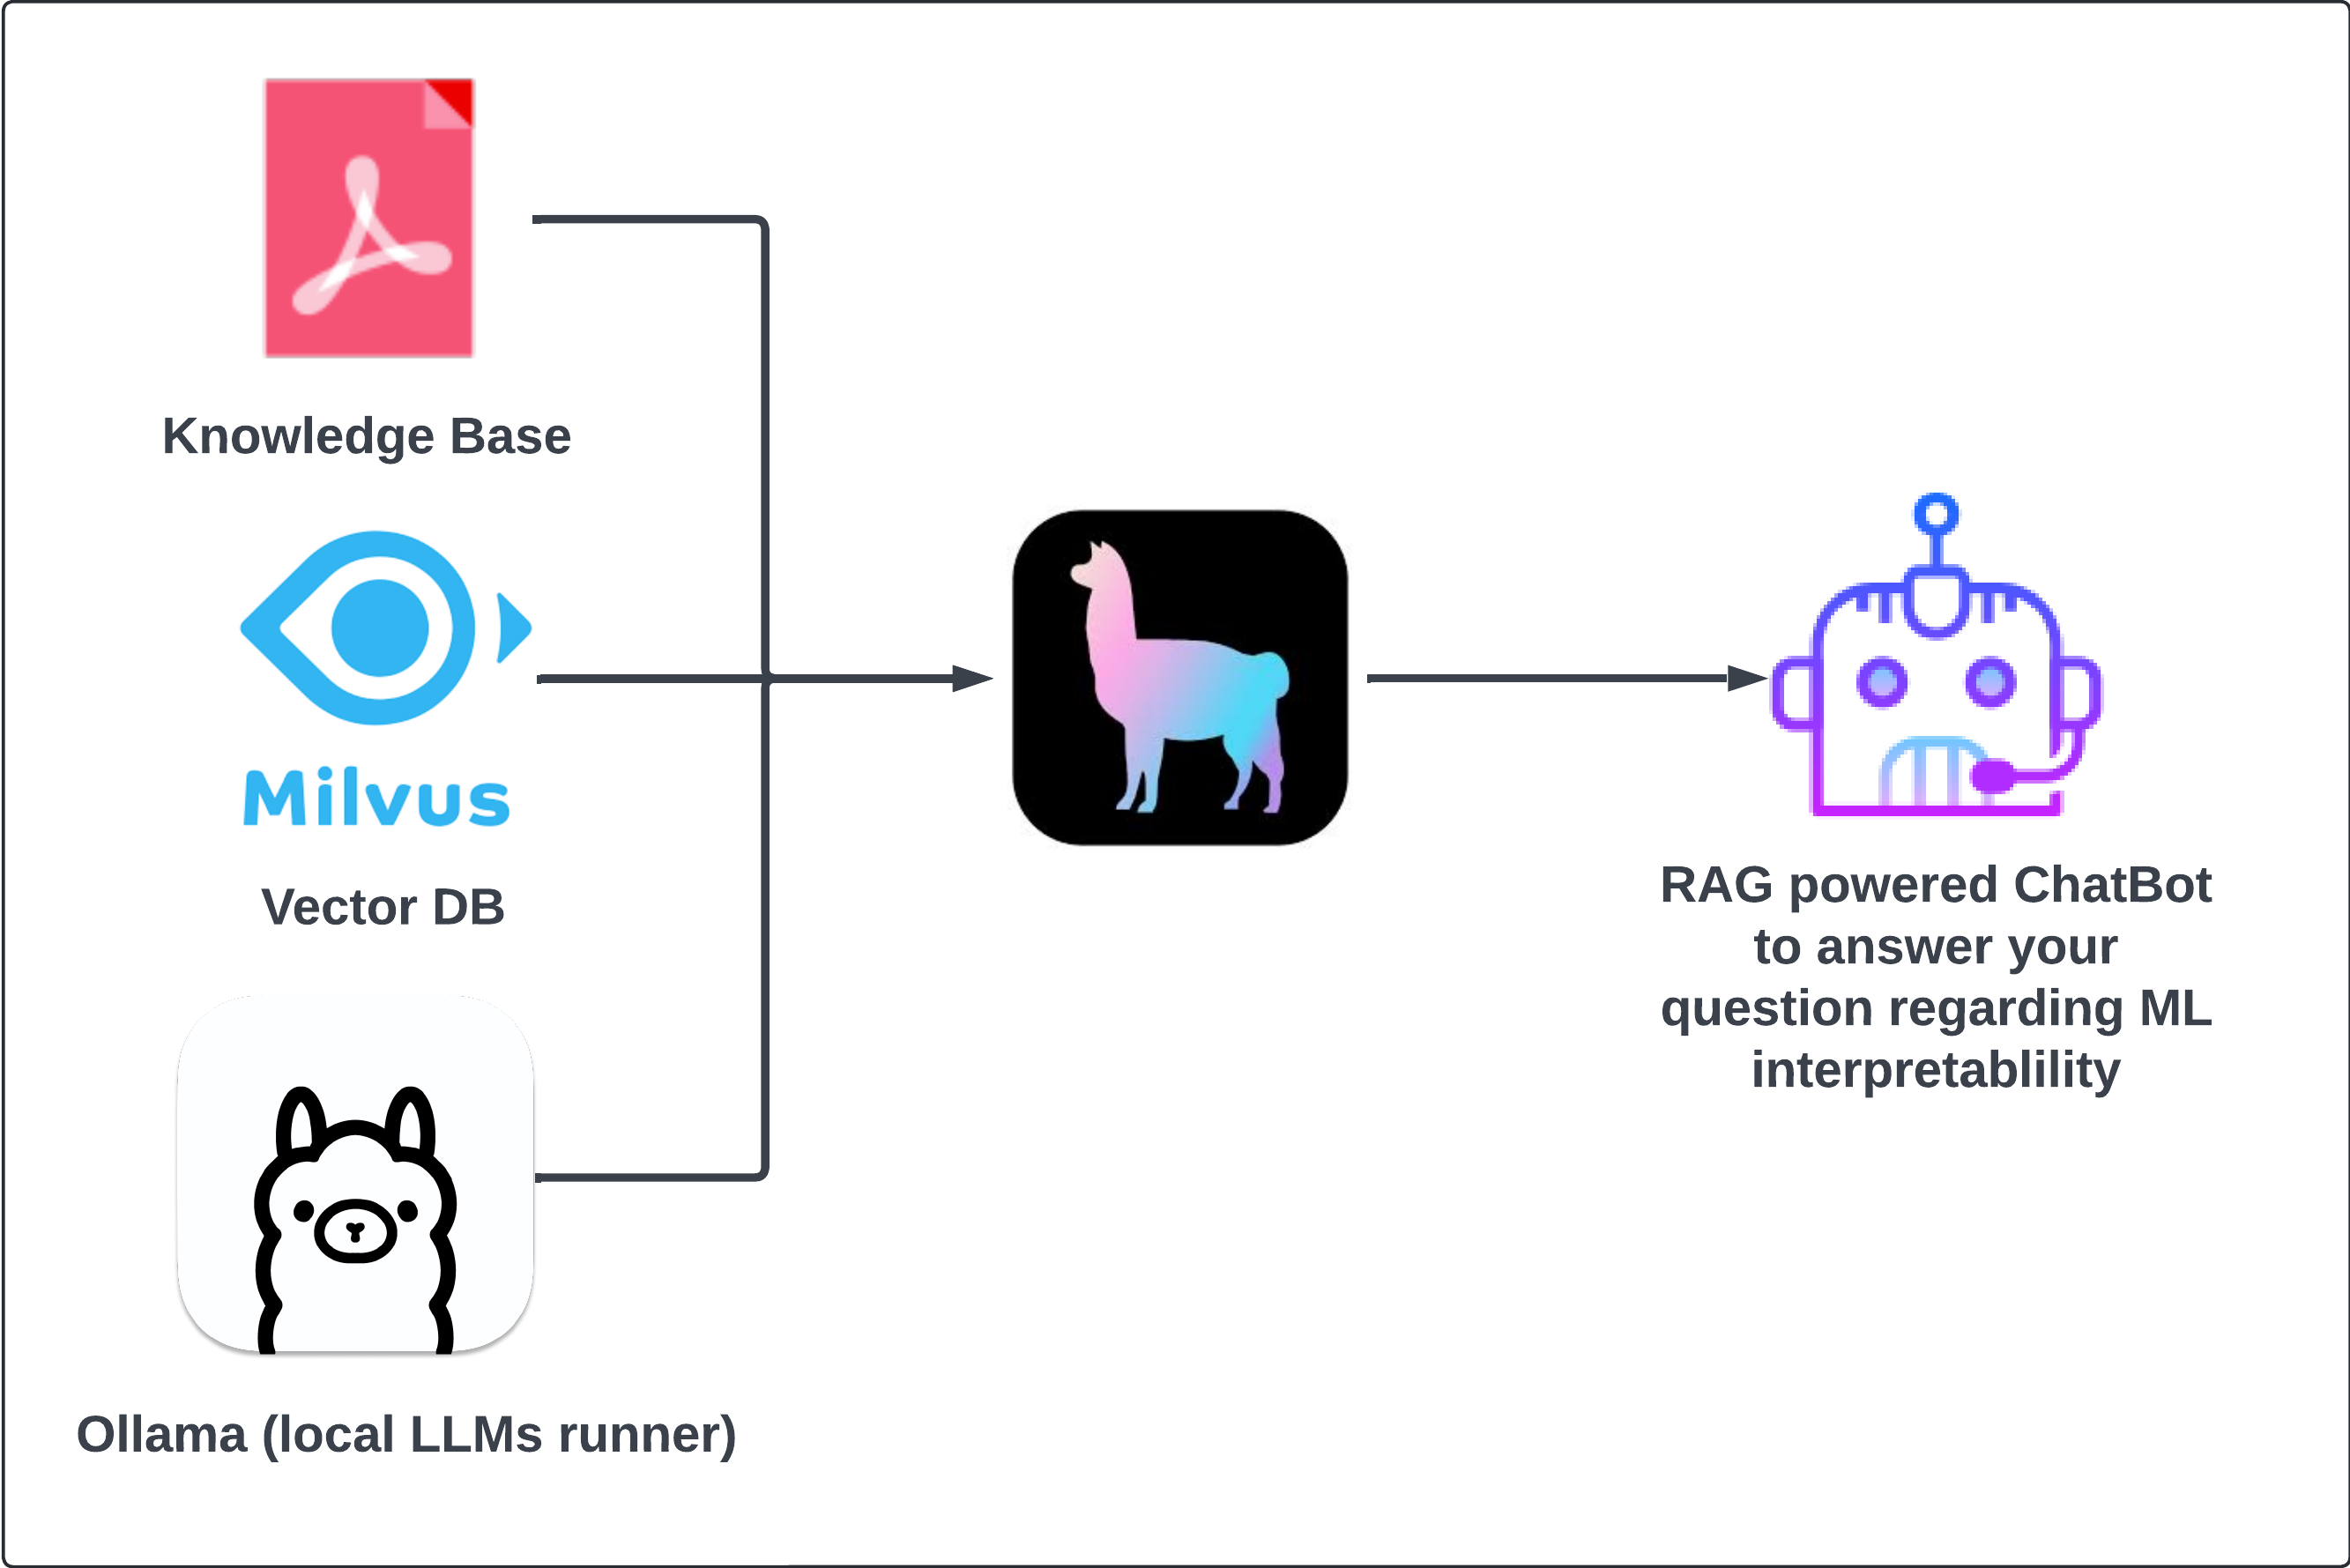 Knowledge Base
Milvus
Vector DB
Ollama (local LLMs runner)
RAG powered ChatBot
to answer your
question regarding ML
interpretablility